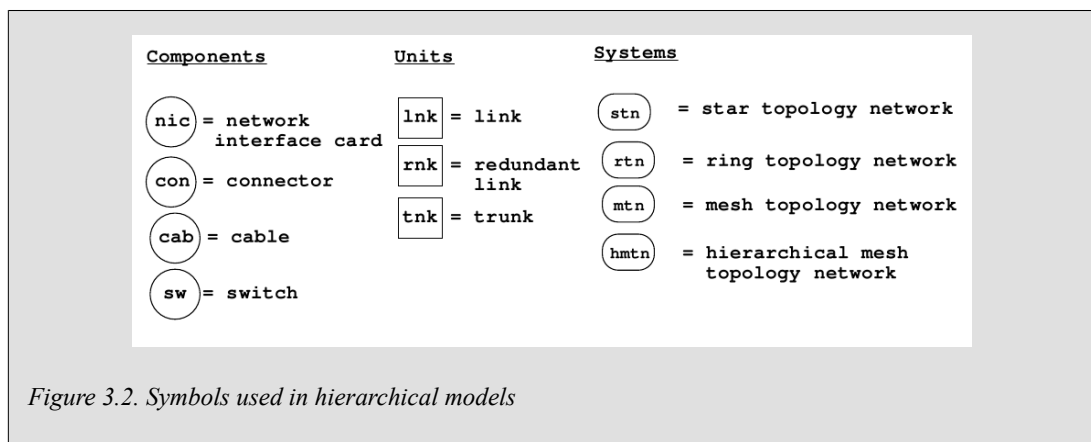 Components
nic = network
interface card
con = connector
cab = cable
sw = switch
Units
lnk = link
rnk = redundant
link
tnk = trunk
Systems
stn = star topology network
rtn = ring topology network
mtn = mesh topology network
hmtn = hierarchical mesh
topology network
Figure 3.2. Symbols used in hierarchical models